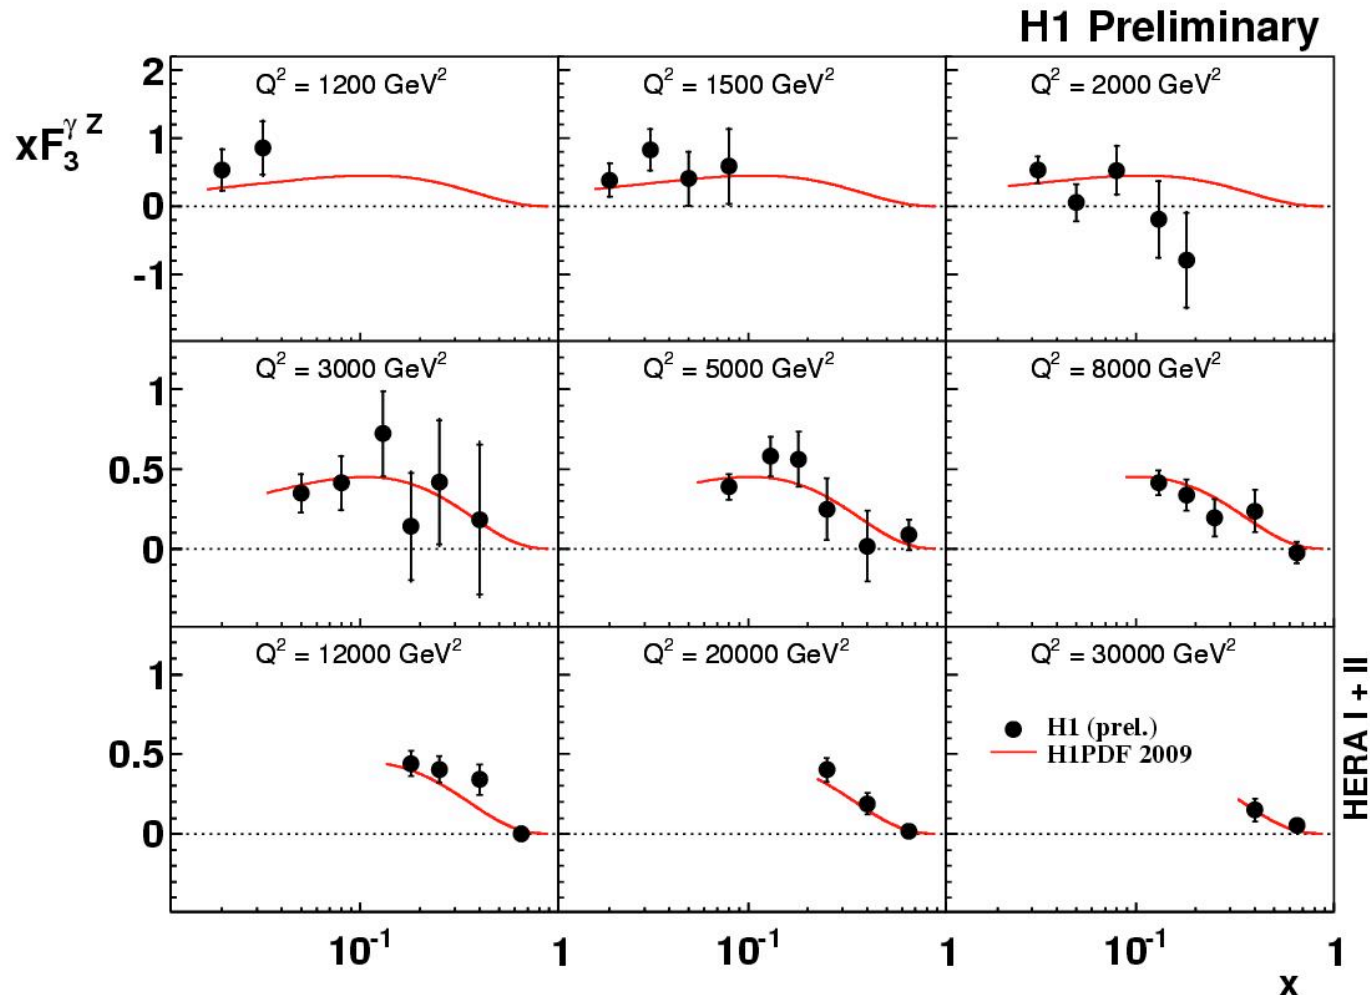 H1 Preliminary
xF₃^γ Z
Q² = 1200 GeV²
Q² = 1500 GeV²
Q² = 2000 GeV²
2
1
0
-1
Q² = 3000 GeV²
Q² = 5000 GeV²
Q² = 8000 GeV²
1
0.5
0
Q² = 12000 GeV²
Q² = 20000 GeV²
Q² = 30000 GeV²
1
0.5
0
H1 (prel.)
H1PDF 2009
HERA I + II
10⁻¹ 1 10⁻¹ 1 10⁻¹ 1
x